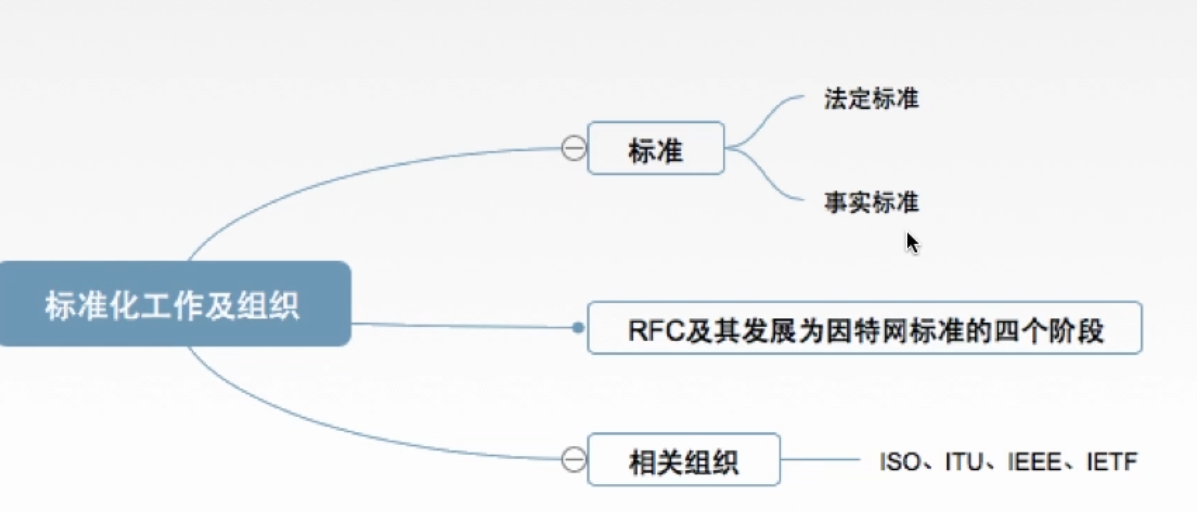 法定标准
标准
事实标准
标准化工作及组织
RFC及其发展为因特网标准的四个阶段
相关组织
ISO、ITU、IEEE、IETF